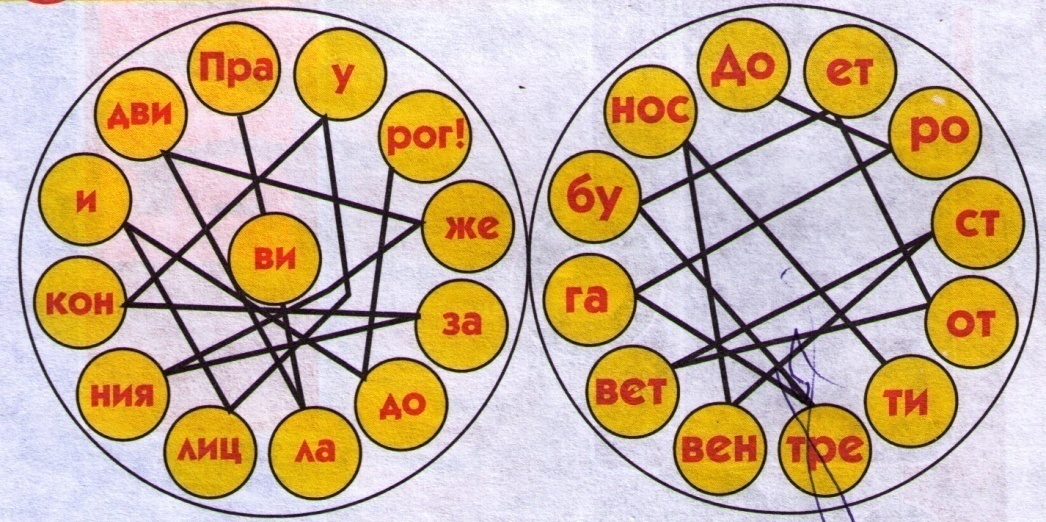 Пра
у
рог!
же
за
до
ла
лиц
ния
кон
и
дви
ви
До
ет
ро
ст
от
ти
тре
вен
вет
га
бу
нос